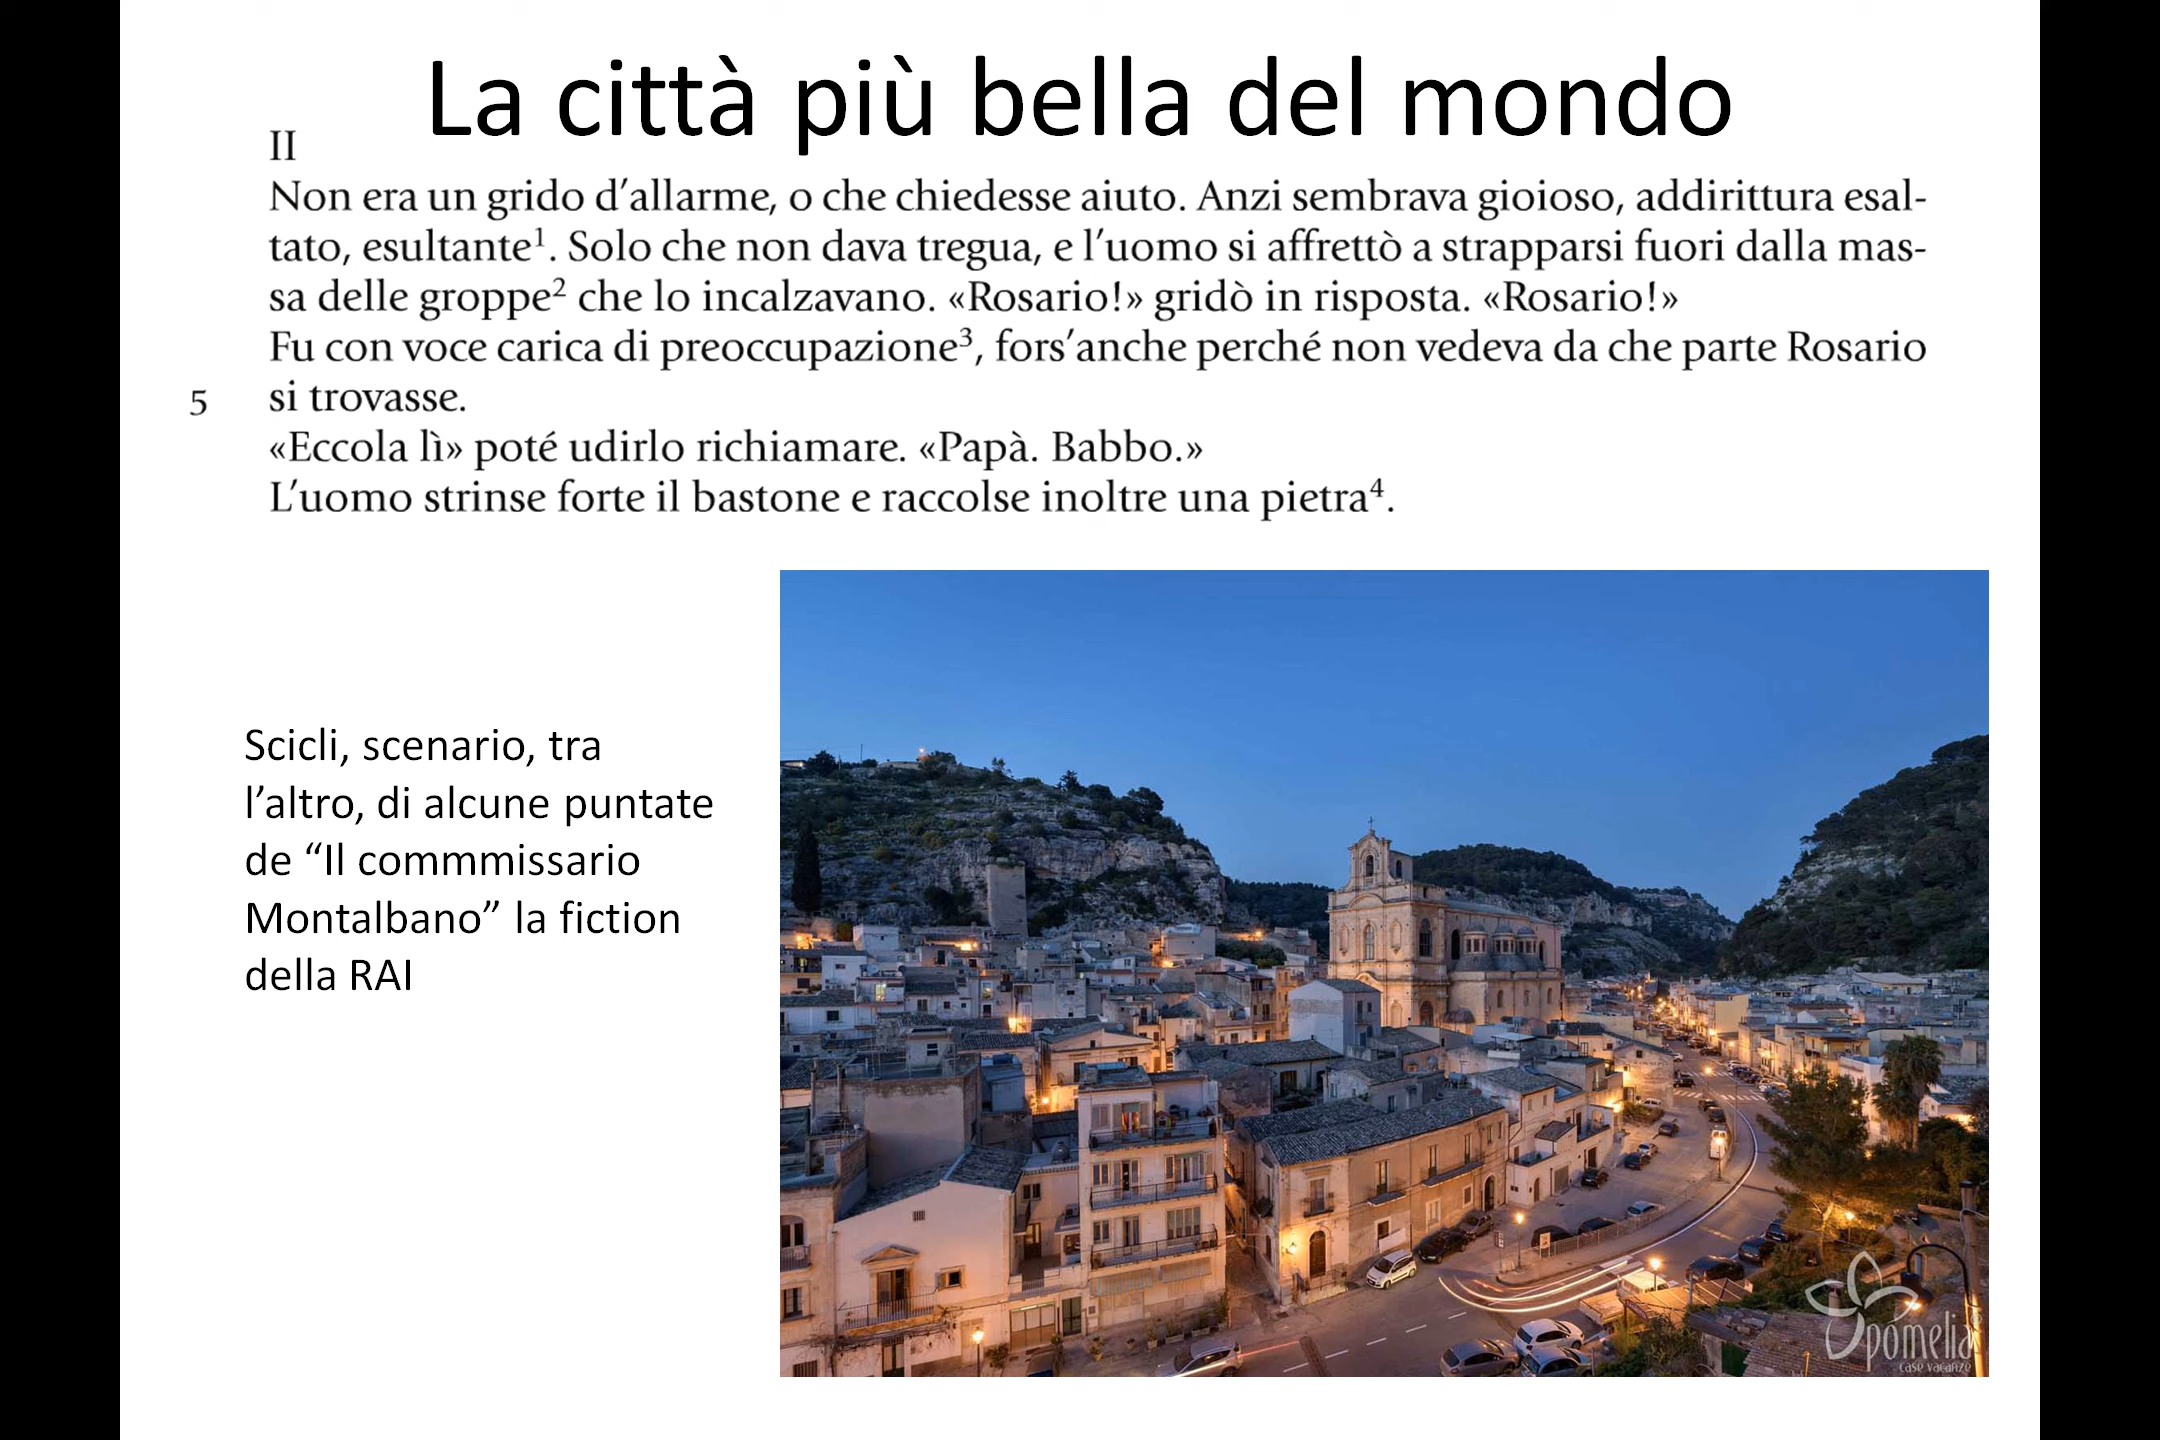 La città più bella del mondo
II
Non era un grido d’allarme, o che chiedesse aiuto. Anzi sembrava gioioso, addirittura esal-
tato, esultante¹. Solo che non dava tregua, e l’uomo si affrettò a strapparsi fuori dalla mas-
sa delle groppe² che lo incalzavano. «Rosario!» gridò in risposta. «Rosario!»
Fu con voce carica di preoccupazione³, fors’anche perché non vedeva da che parte Rosario
5 si trovasse.
«Eccola lì» poté udirlo richiamare. «Papà. Babbo.»
L’uomo strinse forte il bastone e raccolse inoltre una pietra⁴.
Scicli, scenario, tra
l’altro, di alcune puntate
de “Il commmissario
Montalbano” la fiction
della RAI
pomelia
case vacanze